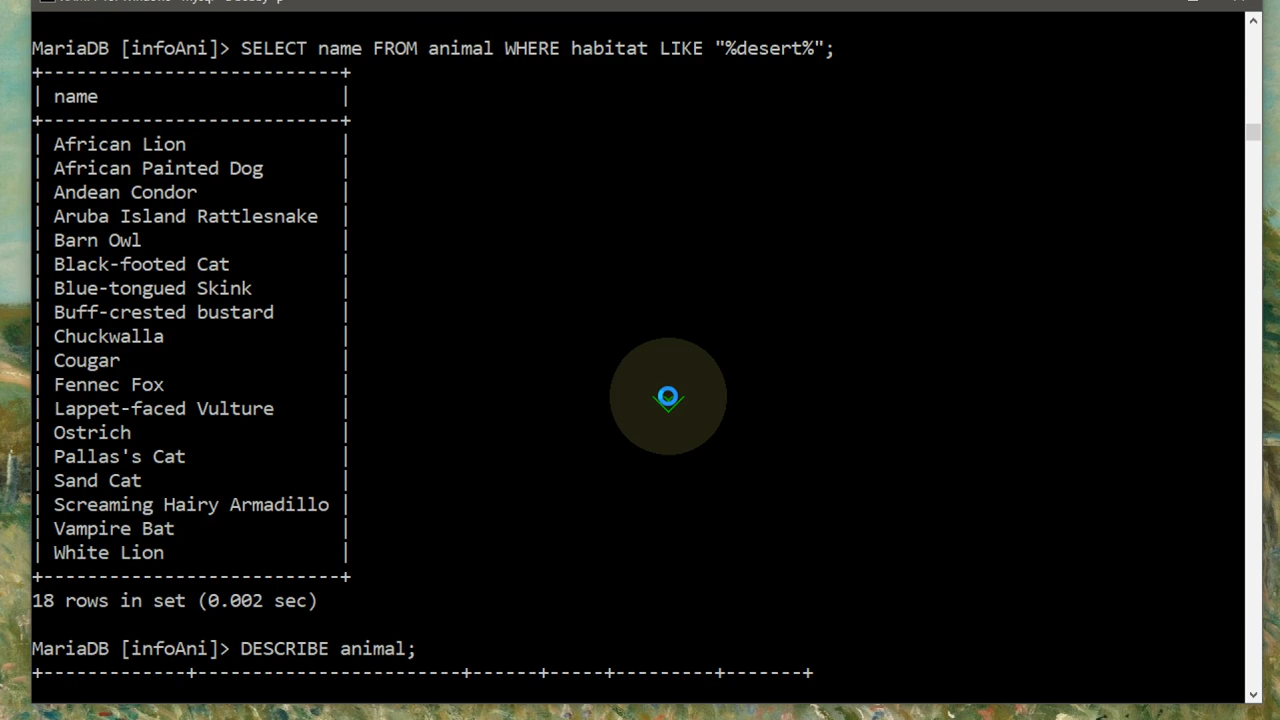 MariaDB [infoAni]> SELECT name FROM animal WHERE habitat LIKE "%desert%";
+---------------------------+
| name                      |
+---------------------------+
| African Lion              |
| African Painted Dog       |
| Andean Condor             |
| Aruba Island Rattlesnake  |
| Barn Owl                  |
| Black-footed Cat          |
| Blue-tongued Skink        |
| Buff-crested bustard      |
| Chuckwalla                |
| Cougar                    |
| Fennec Fox                |
| Lappet-faced Vulture      |
| Ostrich                   |
| Pallas's Cat              |
| Sand Cat                  |
| Screaming Hairy Armadillo |
| Vampire Bat               |
| White Lion                |
+---------------------------+
18 rows in set (0.002 sec)
MariaDB [infoAni]> DESCRIBE animal;
+-------------+------------------------+------+-----+---------+-------+